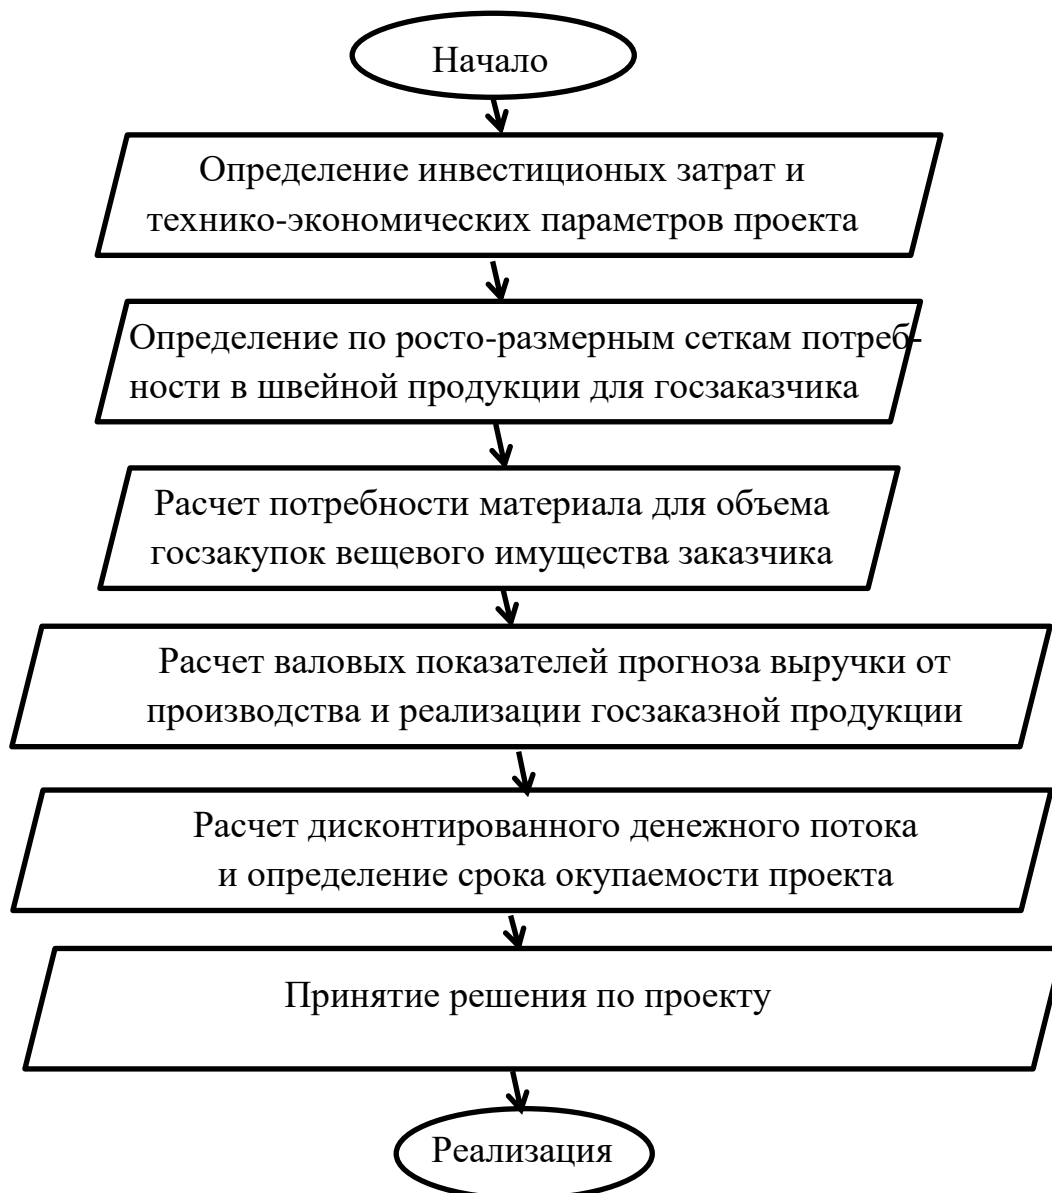 Начало
Определение инвестиционых затрат и
технико-экономических параметров проекта
Определение по росто-размерным сеткам потреб-
ности в швейной продукции для госзаказчика
Расчет потребности материала для объема
госзакупок вещевого имущества заказчика
Расчет валовых показателей прогноза выручки от
производства и реализации госзаказной продукции
Расчет дисконтированного денежного потока
и определение срока окупаемости проекта
Принятие решения по проекту
Реализация